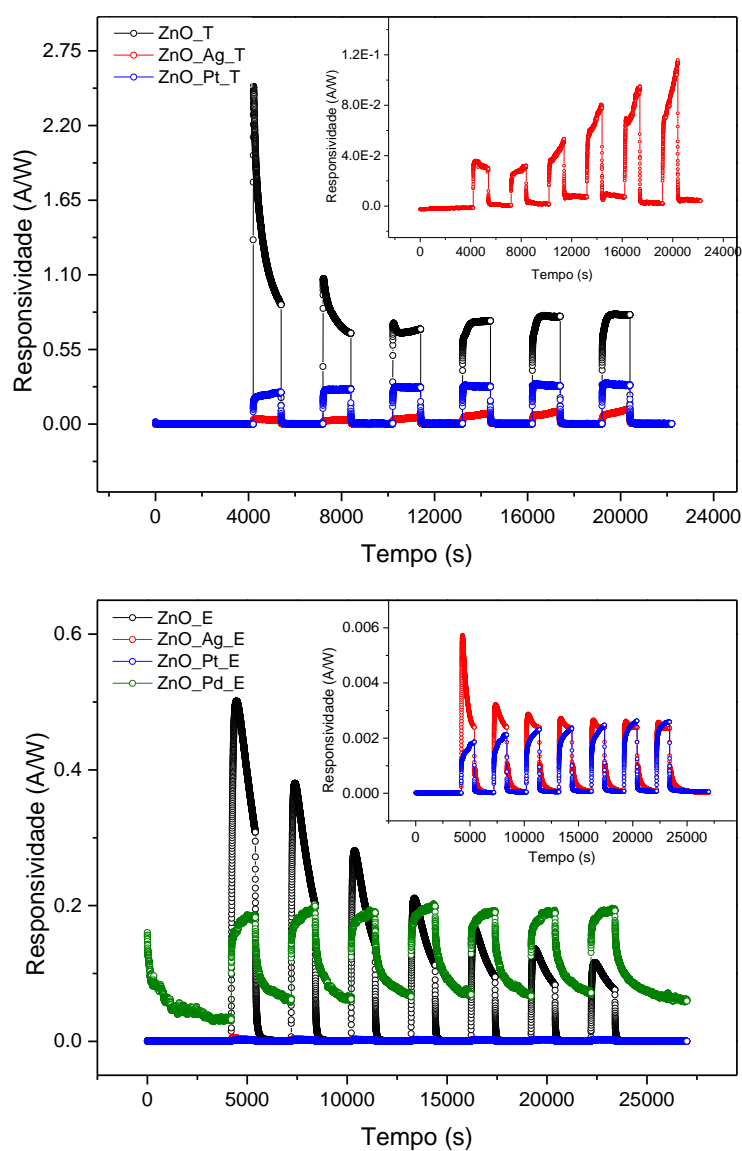 ZnO_T
ZnO_Ag_T
ZnO_Pt_T
2.75
2.20
1.65
1.10
0.55
0.00
Responsividade (A/W)
0 4000 8000 12000 16000 20000 24000
Tempo (s)
1.2E-1
8.0E-2
4.0E-2
0.0
Responsividade (A/W)
0 4000 8000 12000 16000 20000 24000
Tempo (s)
ZnO_E
ZnO_Ag_E
ZnO_Pt_E
ZnO_Pd_E
0.6
0.4
0.2
0.0
Responsividade (A/W)
0 5000 10000 15000 20000 25000
Tempo (s)
0.006
0.004
0.002
0.000
Responsividade (A/W)
0 5000 10000 15000 20000 25000
Tempo (s)